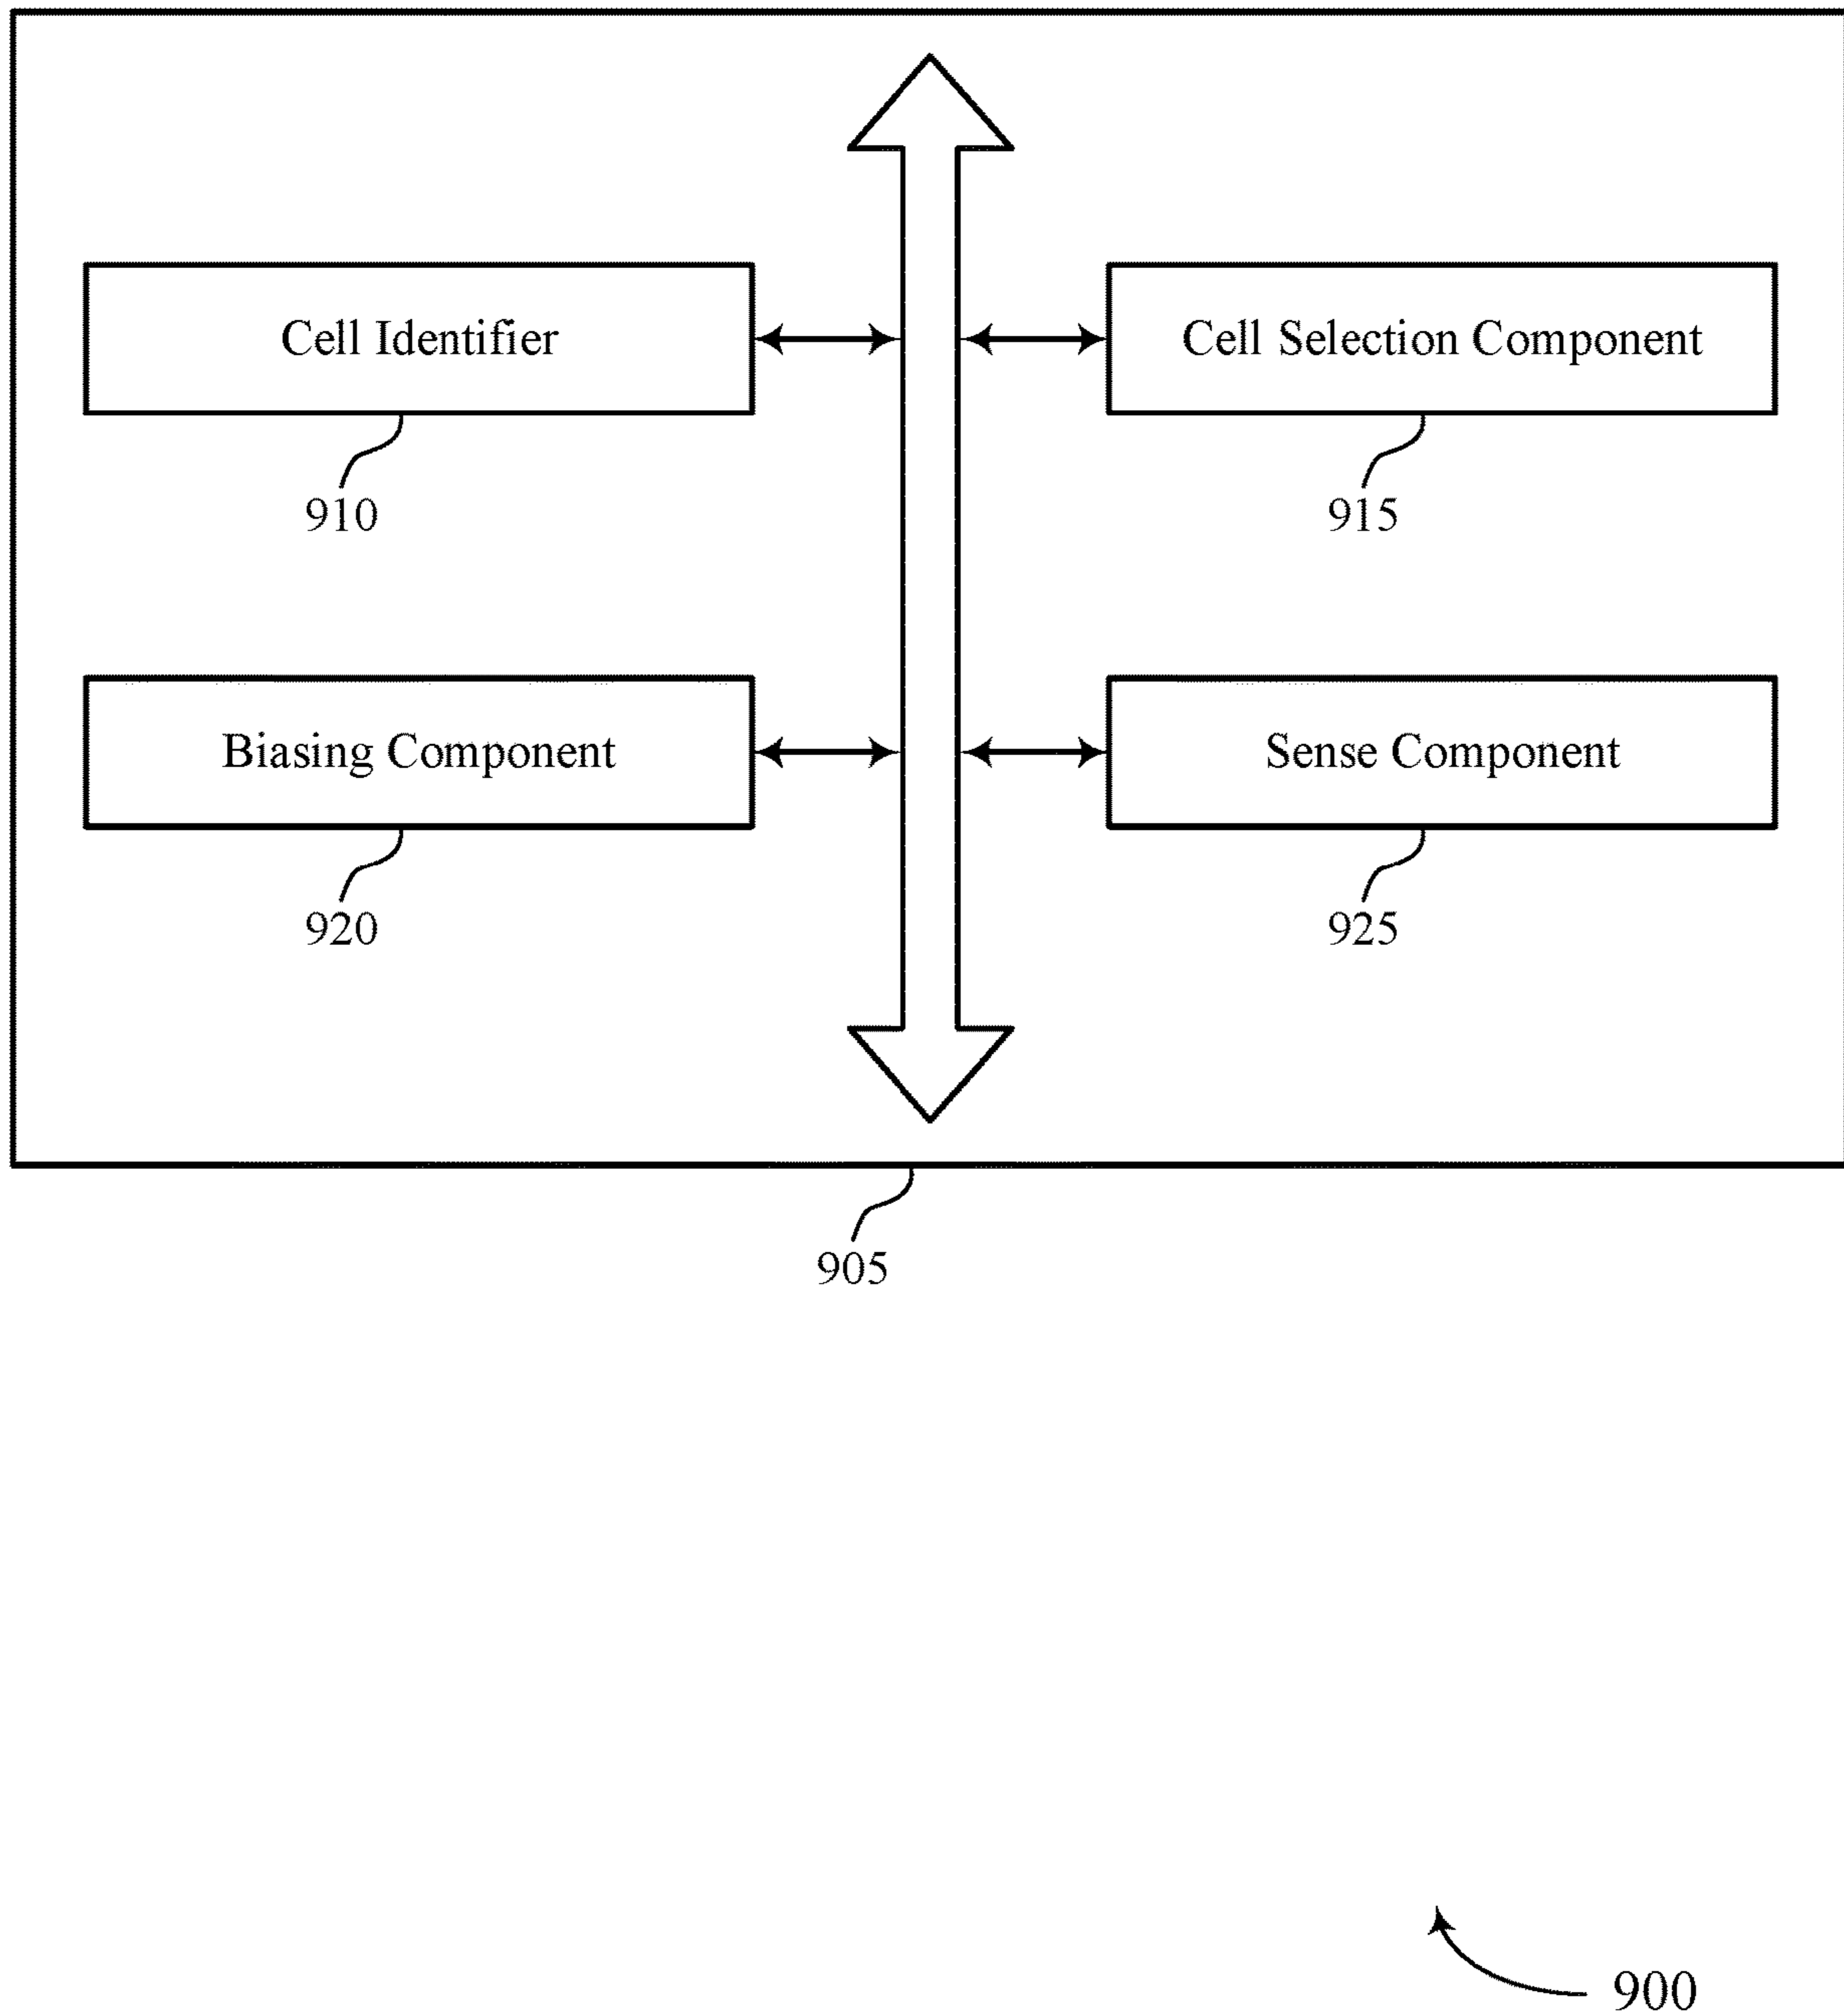 Cell Identifier
Cell Selection Component
910
915
Biasing Component
Sense Component
920
925
905
900